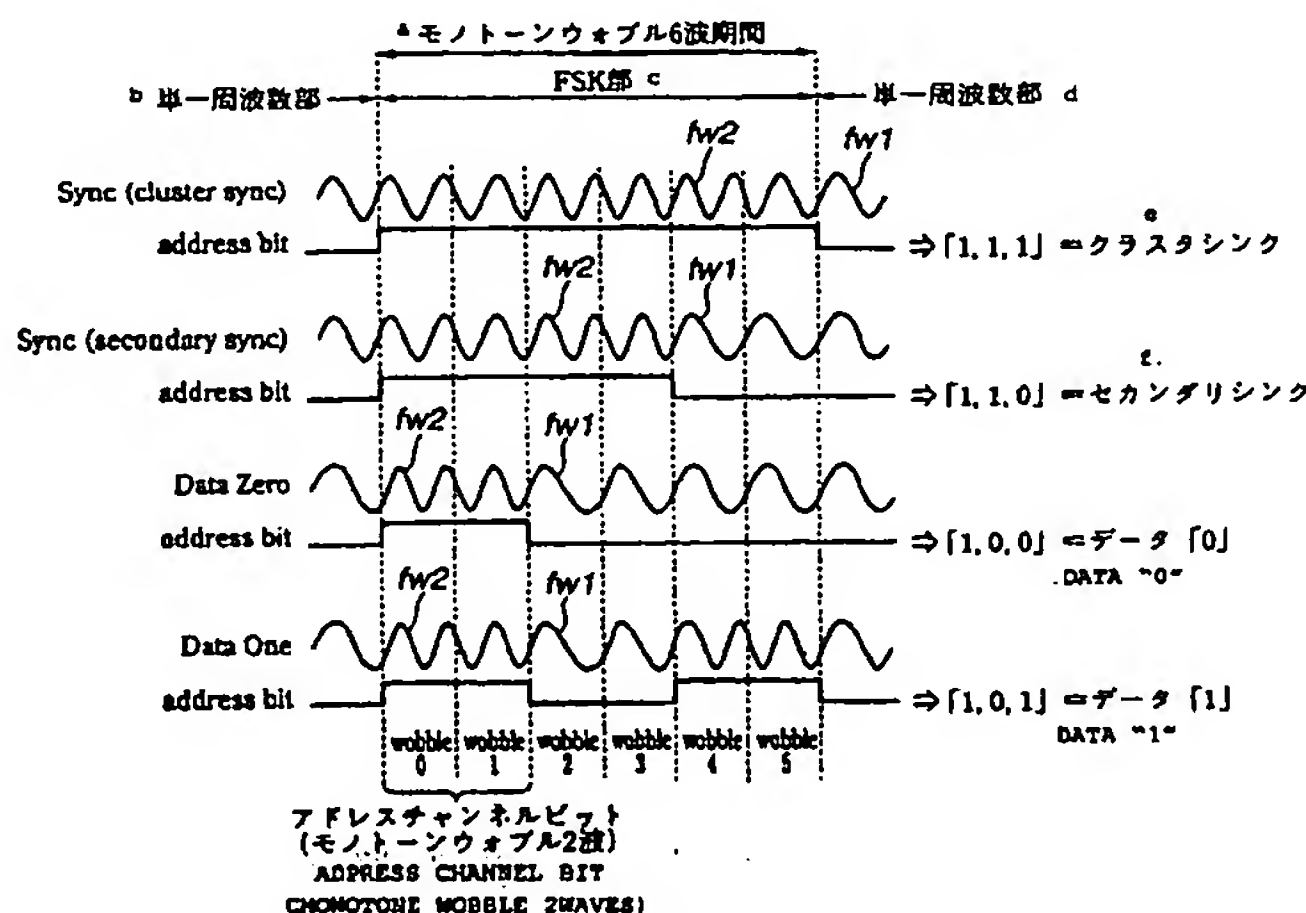 a モノトーンウォブル6波期間
b 単一周波数部
FSK部 c
単一周波数部 d
fw2
fw1
Sync (cluster sync)
address bit
e
⇒「1, 1, 1」=クラスタシンク
fw2
fw1
Sync (secondary sync)
address bit
f.
⇒「1, 1, 0」=セカンダリシンク
fw2
fw1
Data Zero
address bit
⇒「1, 0, 0」=データ「0」
DATA "0"
fw2
fw1
Data One
address bit
⇒「1, 0, 1」=データ「1」
DATA "1"
wobble 0
wobble 1
wobble 2
wobble 3
wobble 4
wobble 5
アドレスチャンネルビット
(モノトーンウォブル2波)
ADPRESS CHANNEL BIT
CMONOTONE WOBBLE 2WAVES)